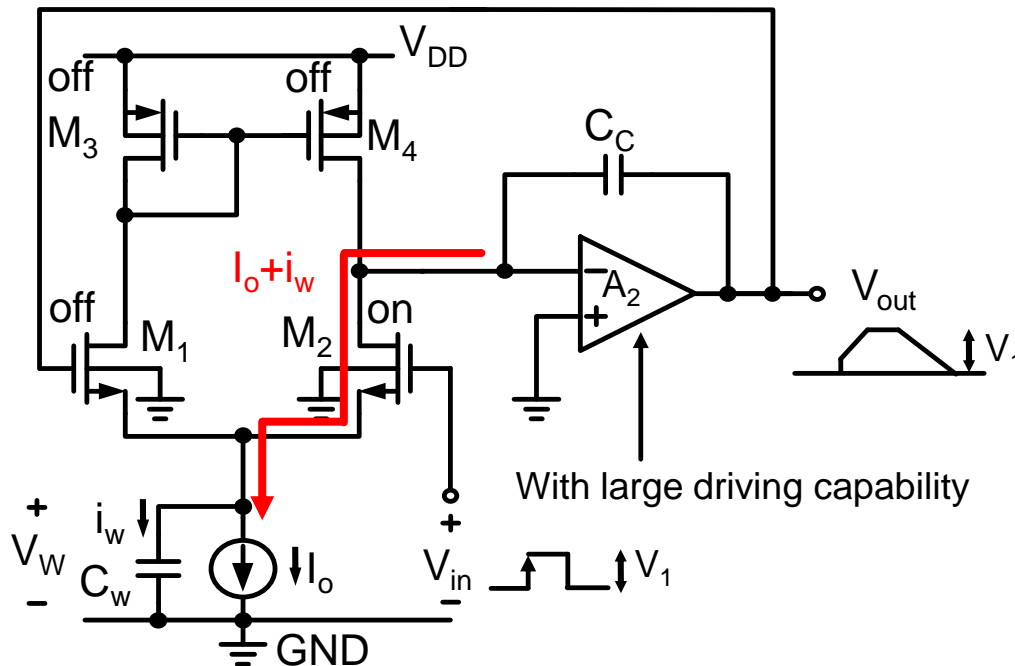 V_DD
off
off
M_3
M_4
C_C
I_o+i_w
off
on
M_1
M_2
−
A_2
+
V_out
With large driving capability
+
i_w
V_W
C_w
−
I_o
+
V_in
−
V_1
GND